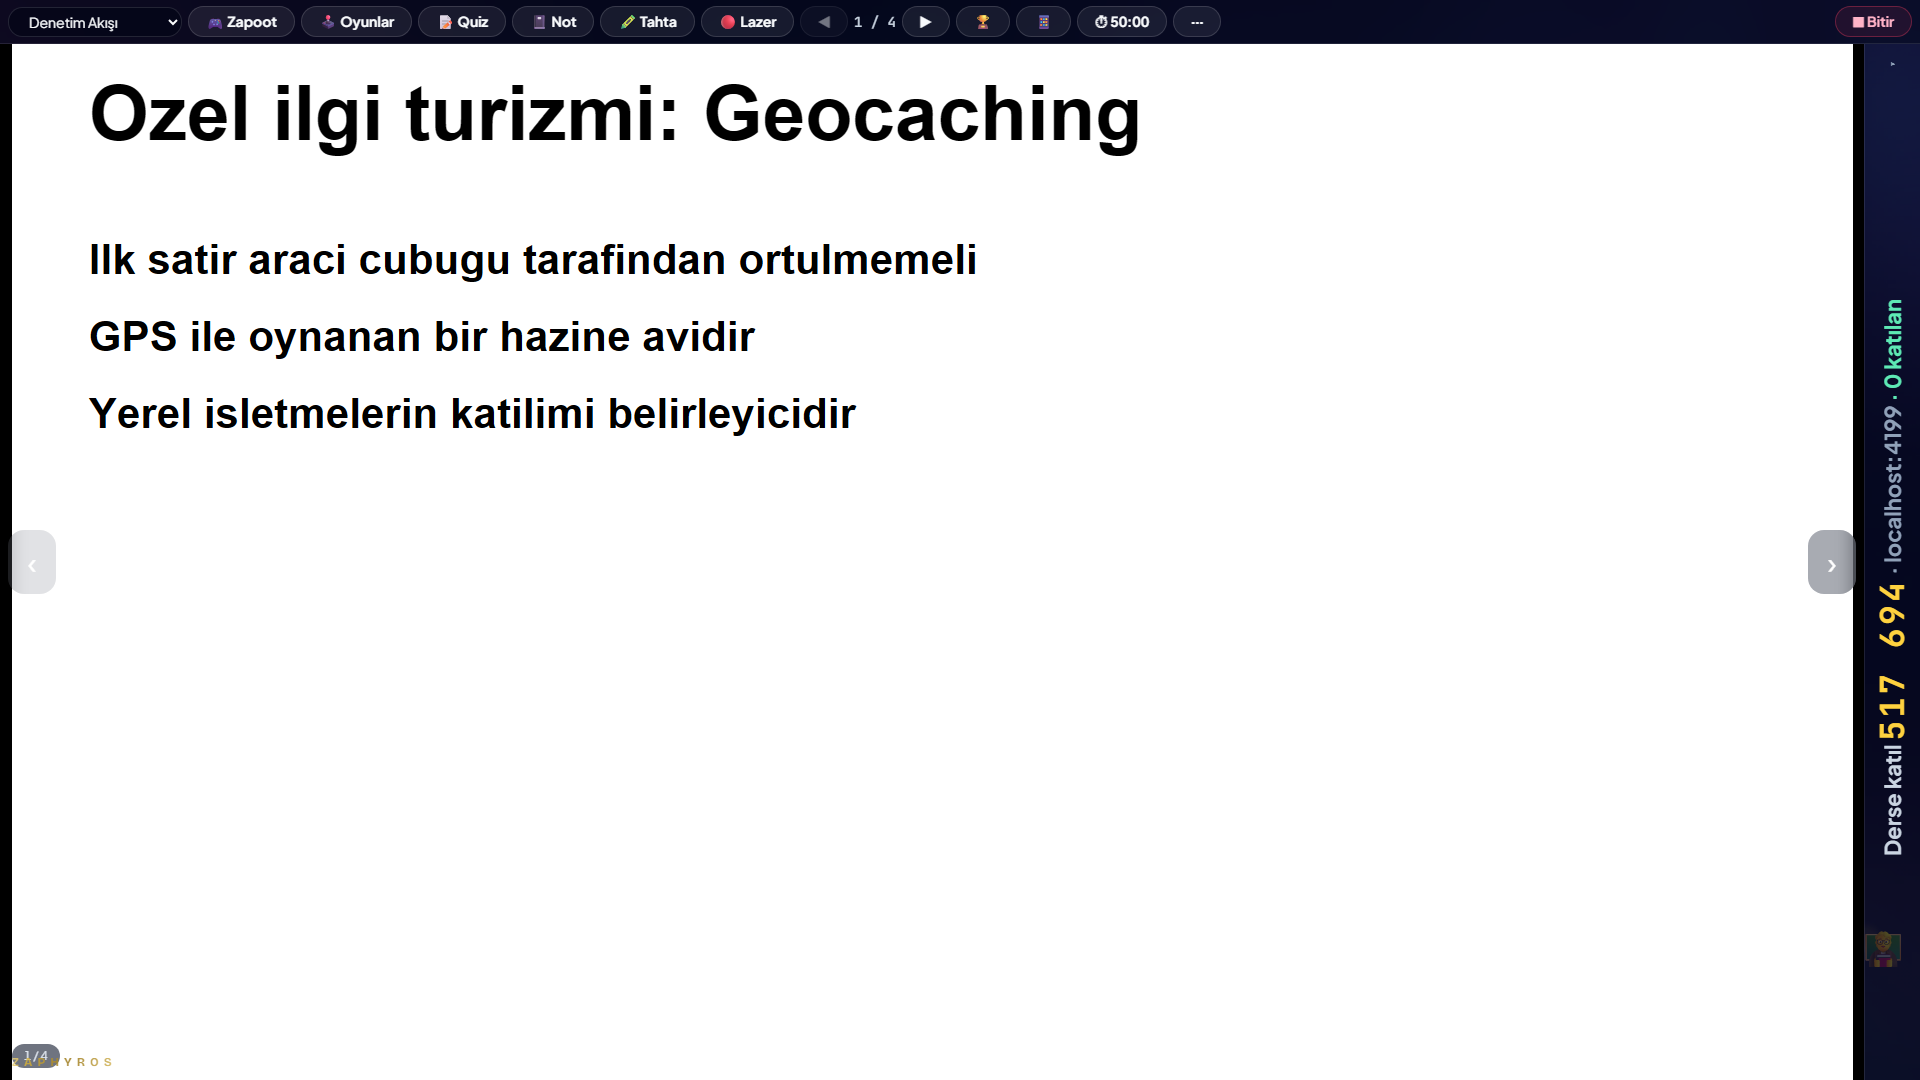 Denetim Akışı Zapoot Oyunlar Quiz Not Tahta Lazer 1 / 4 50:00 ... Bitir
Ozel ilgi turizmi: Geocaching
Ilk satir araci cubugu tarafindan ortulmemeli
GPS ile oynanan bir hazine avidir
Yerel isletmelerin katilimi belirleyicidir
Derse katıl 517 694 · localhost:4199 · 0 katılan
1/4
ZAPHYROS